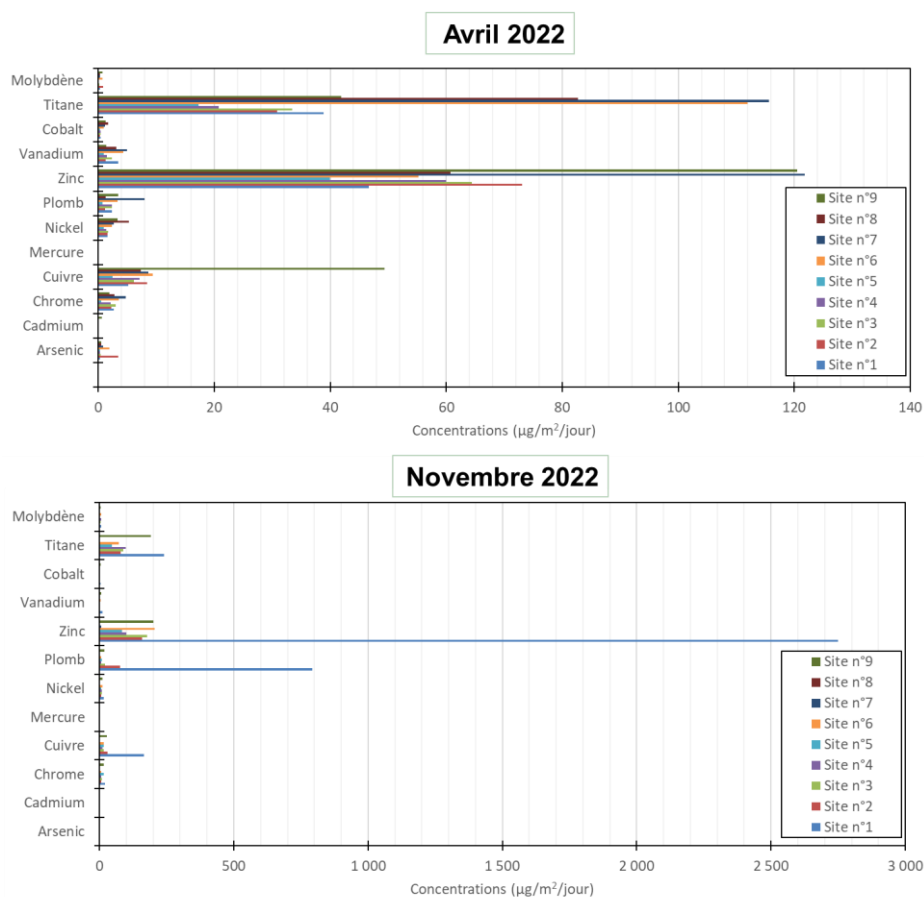 Avril 2022
Molybdène
Titane
Cobalt
Vanadium
Zinc
Plomb
Nickel
Mercure
Cuivre
Chrome
Cadmium
Arsenic
Site n°9
Site n°8
Site n°7
Site n°6
Site n°5
Site n°4
Site n°3
Site n°2
Site n°1
0 20 40 60 80 100 120 140
Concentrations (µg/m²/jour)
Novembre 2022
Molybdène
Titane
Cobalt
Vanadium
Zinc
Plomb
Nickel
Mercure
Cuivre
Chrome
Cadmium
Arsenic
Site n°9
Site n°8
Site n°7
Site n°6
Site n°5
Site n°4
Site n°3
Site n°2
Site n°1
0 500 1 000 1 500 2 000 2 500 3 000
Concentrations (µg/m²/jour)